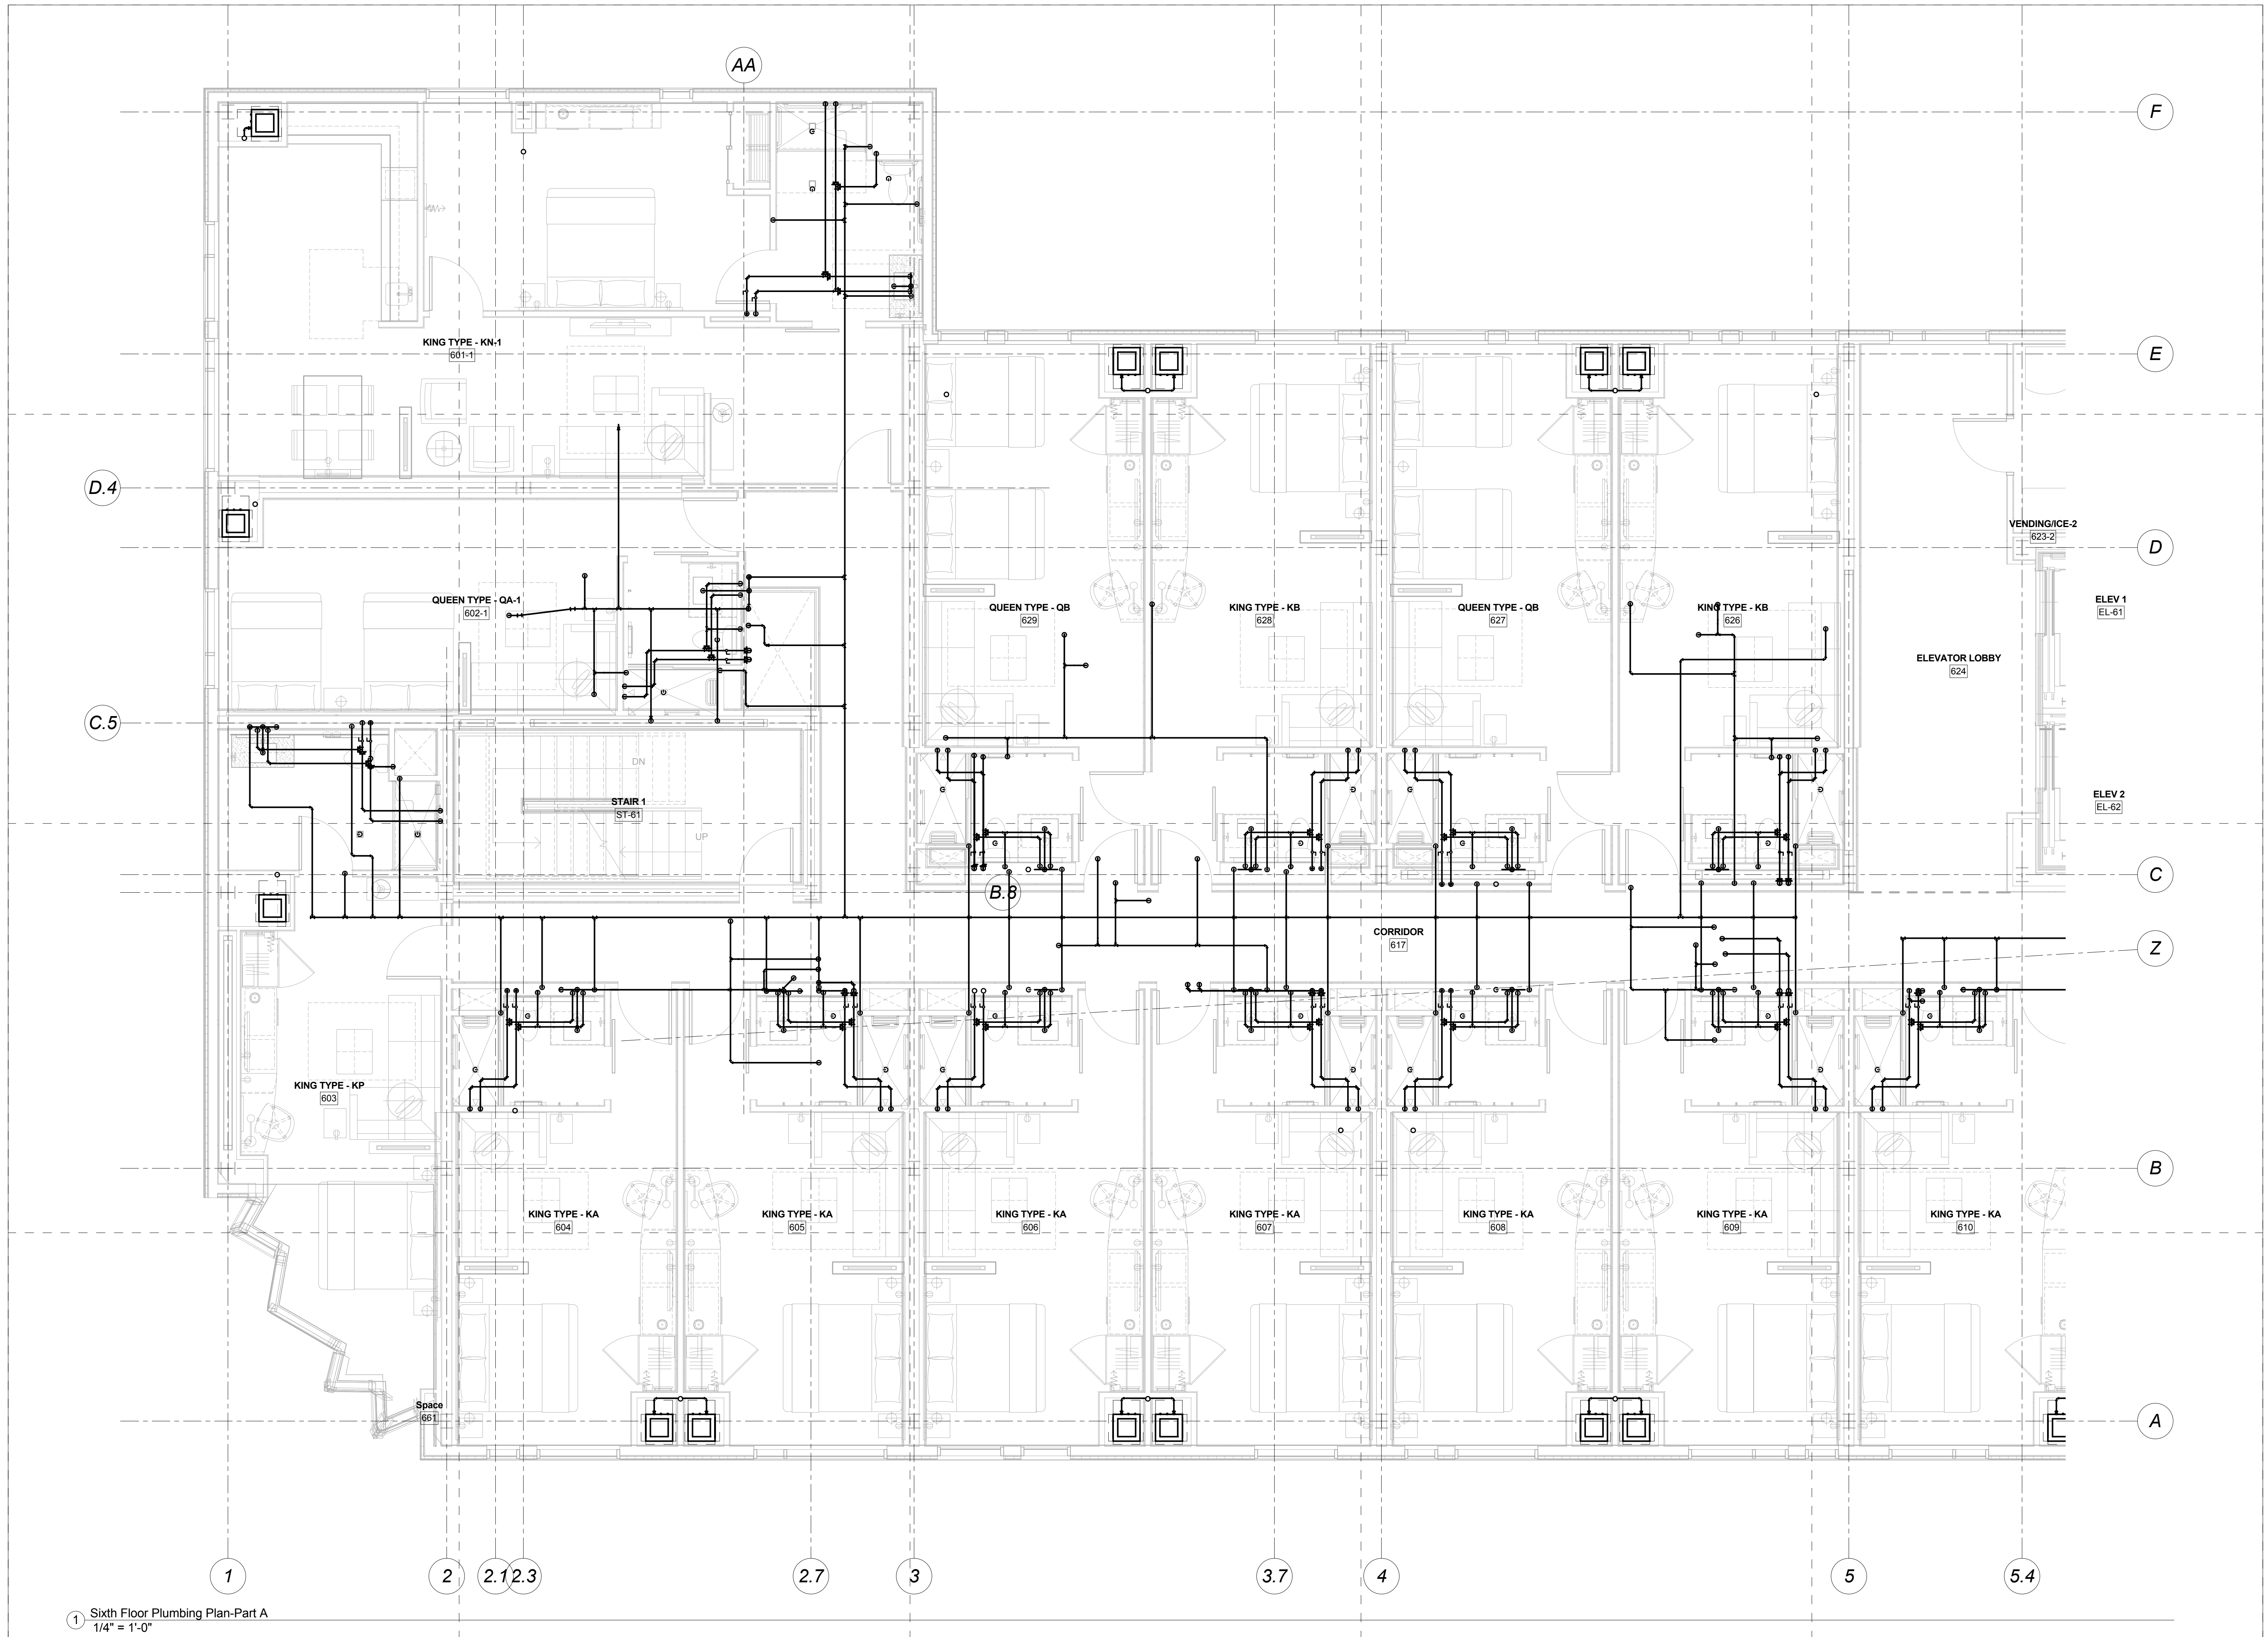 AA
F
KING TYPE - KN-1
601-1
E
D.4
VENDING/ICE-2
623-2
D
QUEEN TYPE - QA-1
602-1
QUEEN TYPE - QB
629
KING TYPE - KB
628
QUEEN TYPE - QB
627
KING TYPE - KB
626
ELEV 1
EL-61
ELEVATOR LOBBY
624
C.5
DN
STAIR 1
ST-61
UP
ELEV 2
EL-62
C
B.8
CORRIDOR
617
Z
KING TYPE - KP
603
B
KING TYPE - KA
604
KING TYPE - KA
605
KING TYPE - KA
606
KING TYPE - KA
607
KING TYPE - KA
608
KING TYPE - KA
609
KING TYPE - KA
610
Space
661
A
1
2
2.1
2.3
2.7
3
3.7
4
5
5.4
1
Sixth Floor Plumbing Plan-Part A
1/4" = 1'-0"